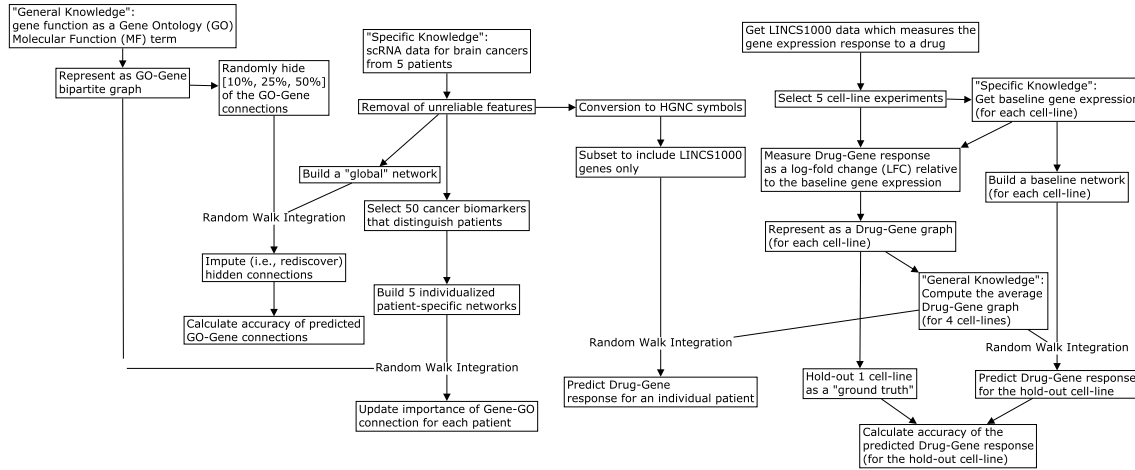 "General Knowledge":
gene function as a Gene Ontology (GO)
Molecular Function (MF) term
Represent as GO-Gene
bipartite graph
Randomly hide
[10%, 25%, 50%]
of the GO-Gene
connections
"Specific Knowledge":
scRNA data for brain cancers
from 5 patients
Removal of unreliable features
Build a "global" network
Random Walk Integration
Select 50 cancer biomarkers
that distinguish patients
Impute (i.e., rediscover)
hidden connections
Build 5 individualized
patient-specific networks
Calculate accuracy of predicted
GO-Gene connections
Random Walk Integration
Update importance of Gene-GO
connection for each patient
Conversion to HGNC symbols
Subset to include LINCS1000
genes only
Random Walk Integration
Predict Drug-Gene
response for an individual patient
Get LINCS1000 data which measures the
gene expression response to a drug
Select 5 cell-line experiments
"Specific Knowledge":
Get baseline gene expression
(for each cell-line)
Measure Drug-Gene response
as a log-fold change (LFC) relative
to the baseline gene expression
Build a baseline network
(for each cell-line)
Represent as a Drug-Gene graph
(for each cell-line)
"General Knowledge":
Compute the average
Drug-Gene graph
(for 4 cell-lines)
Random Walk Integration
Hold-out 1 cell-line
as a "ground truth"
Predict Drug-Gene response
for the hold-out cell-line
Calculate accuracy of the
predicted Drug-Gene response
(for the hold-out cell-line)